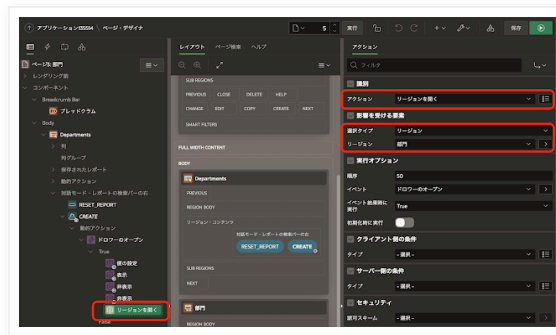 アプリケーション135514 \ ページ・デザイナ
5
実行
保存
ページ5: 部門
レンダリング前
コンポーネント
Breadcrumb Bar
ブレッドクラム
Body
Departments
列
列グループ
保存されたレポート
動的アクション
対話モード・レポートの検索バーの右
RESET_REPORT
CREATE
動的アクション
ドロワーのオープン
True
値の設定
表示
非表示
非表示
リージョンを開く
False
レイアウト ページ検索 ヘルプ
SUB REGIONS
PREVIOUS CLOSE DELETE HELP
CHANGE EDIT COPY CREATE NEXT
SMART FILTERS
FULL WIDTH CONTENT
BODY
Departments
PREVIOUS
REGION BODY
リージョン・コンテンツ
対話モード・レポートの検索バーの右
RESET_REPORT CREATE
SUB REGIONS
NEXT
部門
REGION BODY
アクション
フィルタ
識別
アクション リージョンを開く
影響を受ける要素
選択タイプ リージョン
リージョン 部門
実行オプション
順序 50
イベント ドロワーのオープン
イベント結果時に実行 True
初期化時に実行
クライアント側の条件
タイプ - 選択 -
サーバー側の条件
タイプ - 選択 -
セキュリティ
認可スキーム - 選択 -